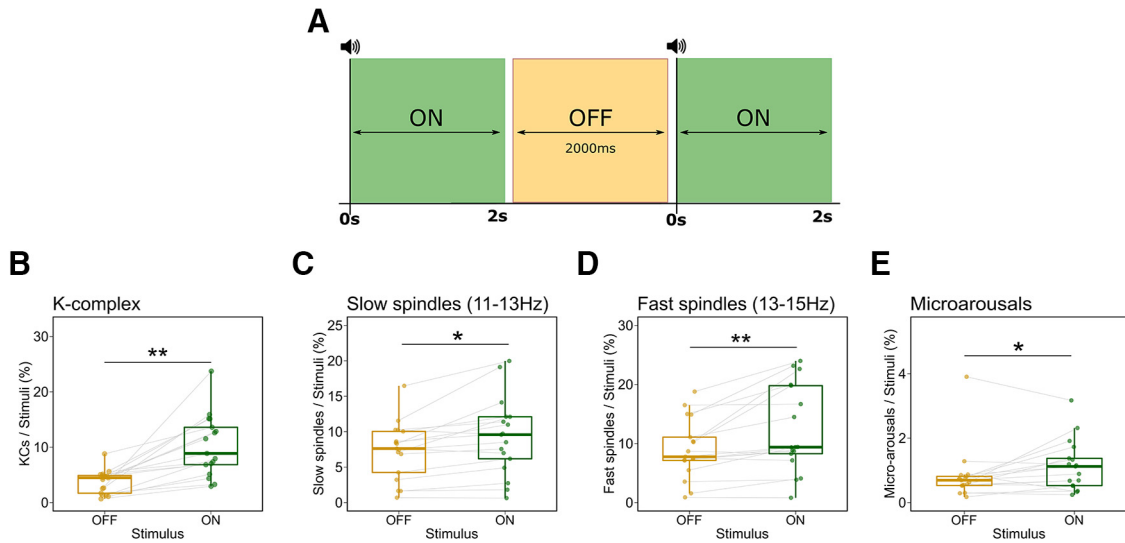 A
ON
OFF
ON
2000ms
0s
2s
0s
2s
B
K-complex
KCs / Stimuli (%)
30
20
10
0
**
OFF
ON
Stimulus
C
Slow spindles (11-13Hz)
Slow spindles / Stimuli (%)
25
20
15
10
5
0
*
OFF
ON
Stimulus
D
Fast spindles (13-15Hz)
Fast spindles / Stimuli (%)
30
20
10
0
**
OFF
ON
Stimulus
E
Microarousals
Micro-arousals / Stimuli (%)
4
2
0
*
OFF
ON
Stimulus